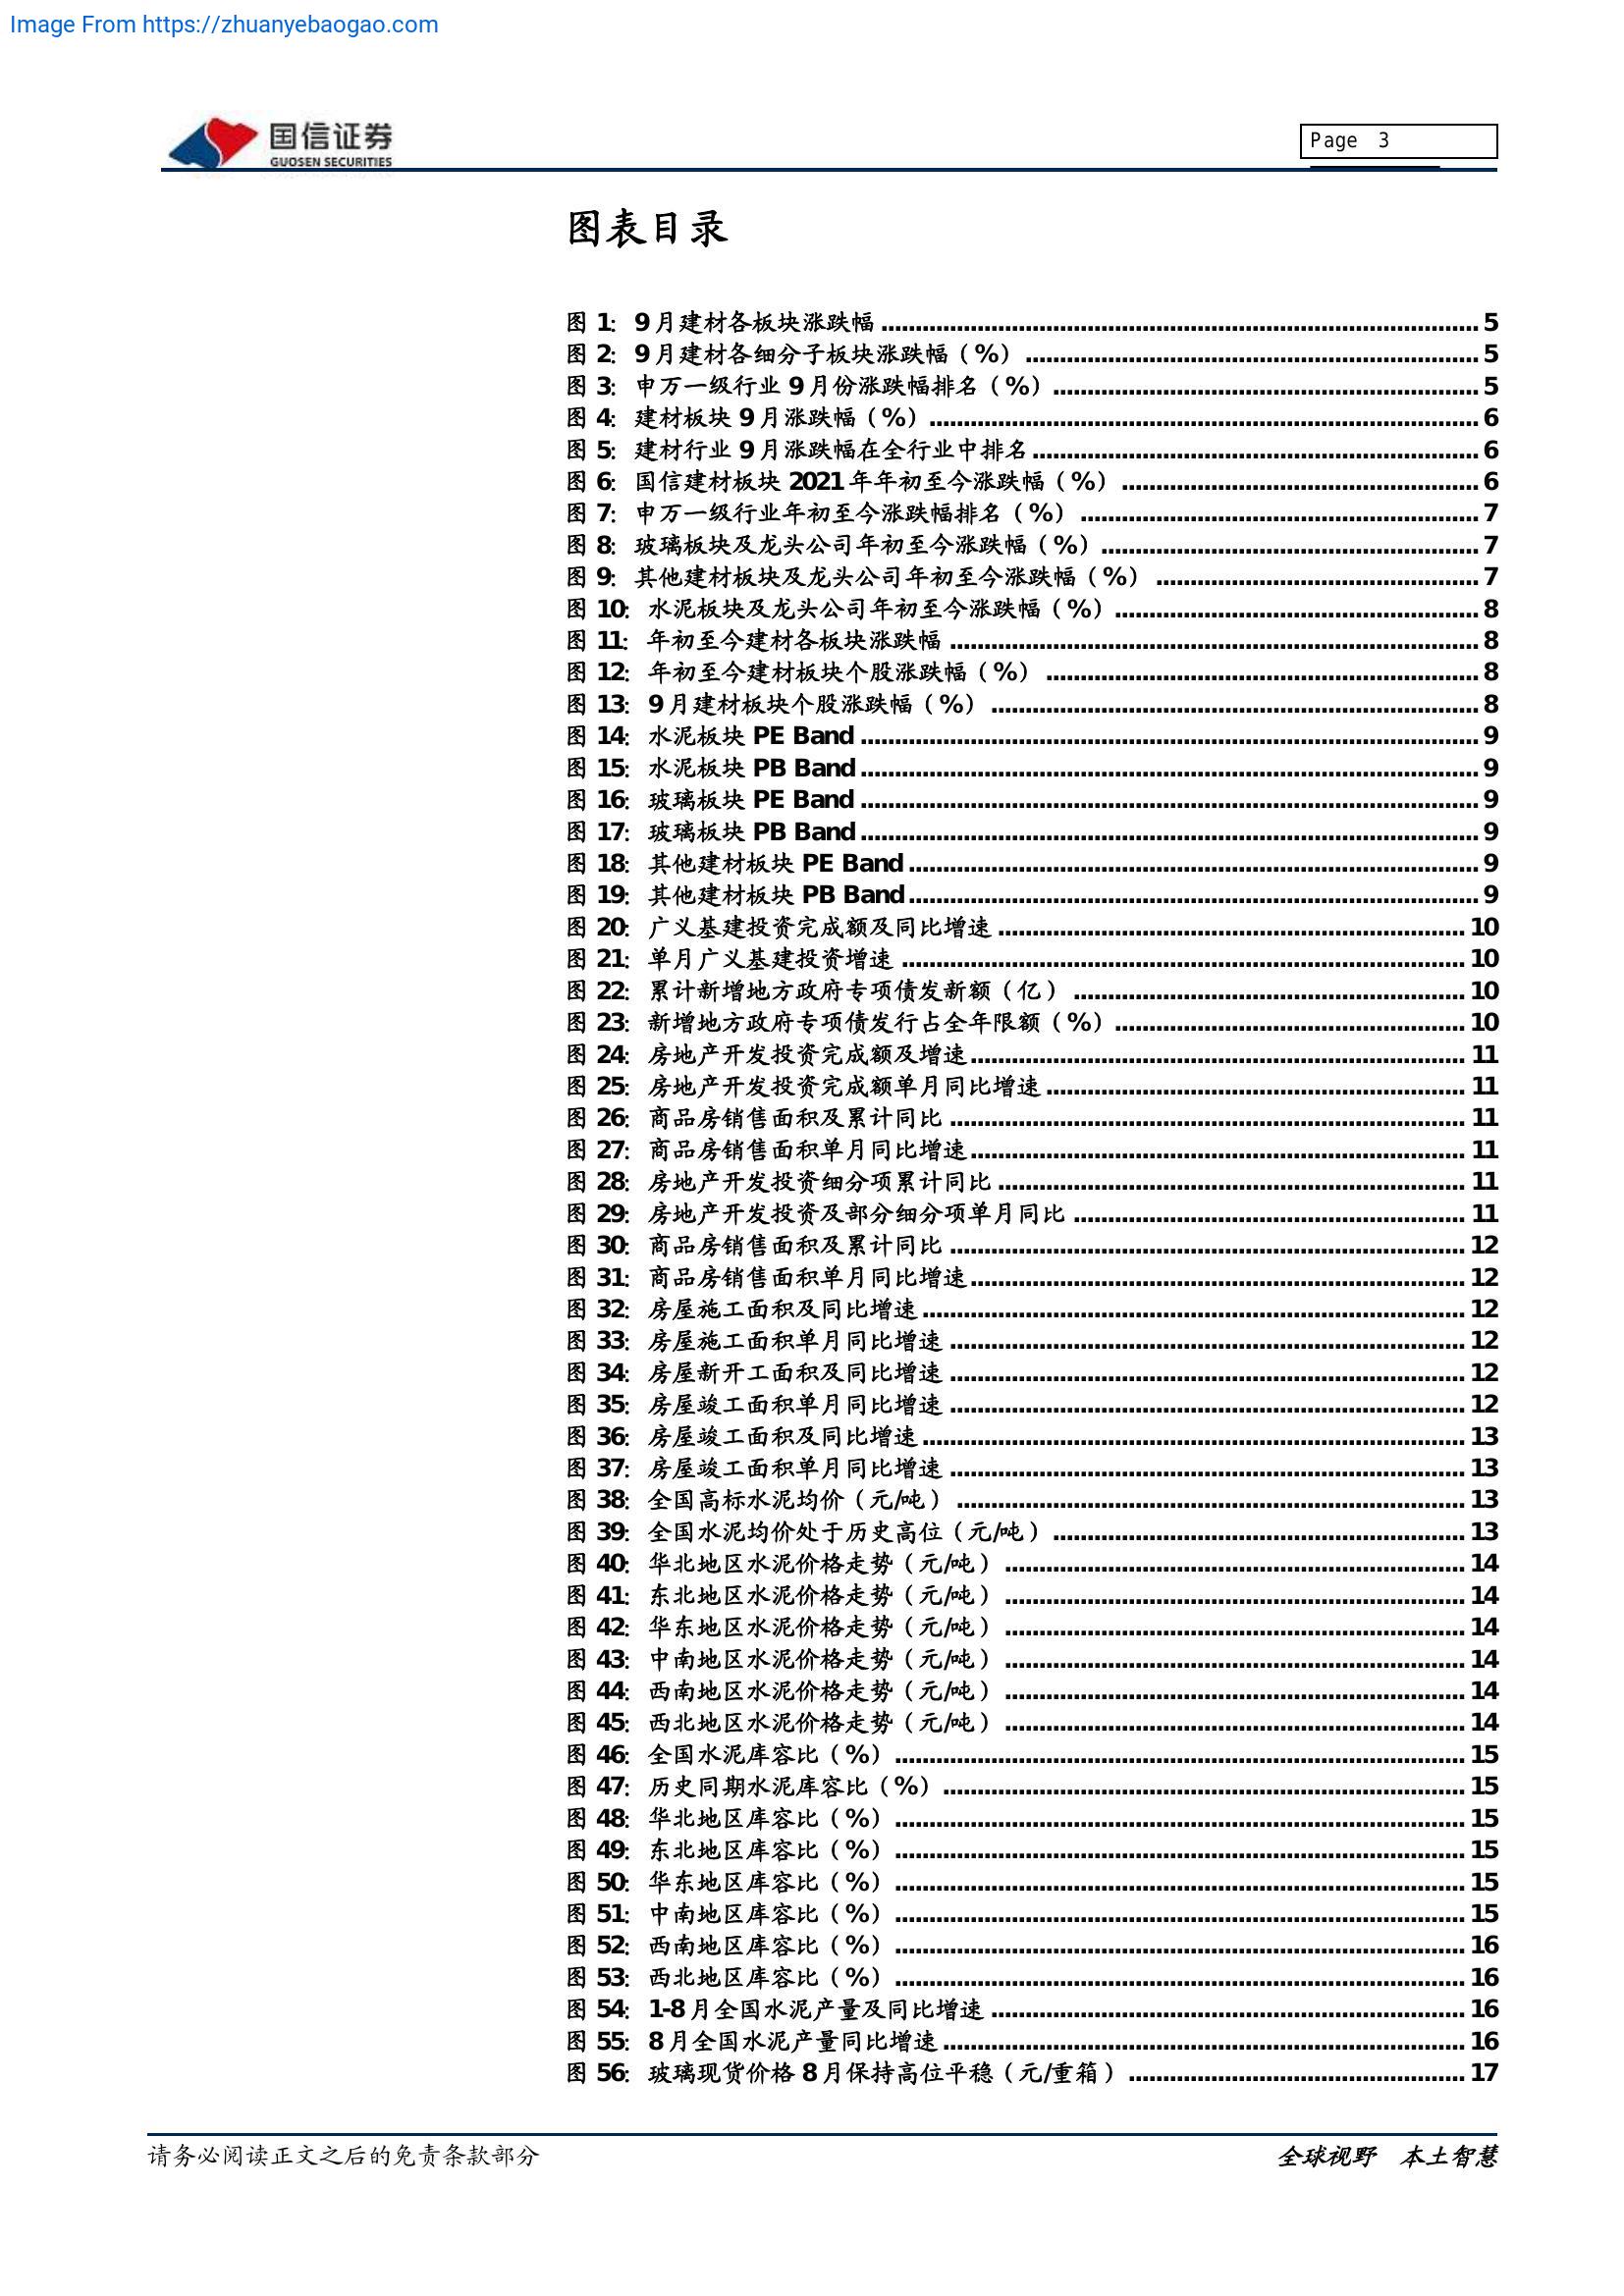 Image From https://zhuanyebaogao.com
国信证券
GUOSEN SECURITIES
Page 3
图表目录
图 1: 9月建材各板块涨跌幅 ........ 5
图 2: 9月建材各细分子板块涨跌幅（%） ........ 5
图 3: 申万一级行业 9月份涨跌幅排名（%） ........ 5
图 4: 建材板块 9月涨跌幅（%） ........ 6
图 5: 建材行业 9月涨跌幅在全行业中排名 ........ 6
图 6: 国信建材板块 2021年年初至今涨跌幅（%） ........ 6
图 7: 申万一级行业年初至今涨跌幅排名（%） ........ 7
图 8: 玻璃板块及龙头公司年初至今涨跌幅（%） ........ 7
图 9: 其他建材板块及龙头公司年初至今涨跌幅（%） ........ 7
图 10: 水泥板块及龙头公司年初至今涨跌幅（%） ........ 8
图 11: 年初至今建材各板块涨跌幅 ........ 8
图 12: 年初至今建材板块个股涨跌幅（%） ........ 8
图 13: 9月建材板块个股涨跌幅（%） ........ 8
图 14: 水泥板块 PE Band ........ 9
图 15: 水泥板块 PB Band ........ 9
图 16: 玻璃板块 PE Band ........ 9
图 17: 玻璃板块 PB Band ........ 9
图 18: 其他建材板块 PE Band ........ 9
图 19: 其他建材板块 PB Band ........ 9
图 20: 广义基建投资完成额及同比增速 ........ 10
图 21: 单月广义基建投资增速 ........ 10
图 22: 累计新增地方政府专项债发新额（亿） ........ 10
图 23: 新增地方政府专项债发行占全年限额（%） ........ 10
图 24: 房地产开发投资完成额及增速 ........ 11
图 25: 房地产开发投资完成额单月同比增速 ........ 11
图 26: 商品房销售面积及累计同比 ........ 11
图 27: 商品房销售面积单月同比增速 ........ 11
图 28: 房地产开发投资细分项累计同比 ........ 11
图 29: 房地产开发投资及部分细分项单月同比 ........ 11
图 30: 商品房销售面积及累计同比 ........ 12
图 31: 商品房销售面积单月同比增速 ........ 12
图 32: 房屋施工面积及同比增速 ........ 12
图 33: 房屋施工面积单月同比增速 ........ 12
图 34: 房屋新开工面积及同比增速 ........ 12
图 35: 房屋竣工面积单月同比增速 ........ 12
图 36: 房屋竣工面积及同比增速 ........ 13
图 37: 房屋竣工面积单月同比增速 ........ 13
图 38: 全国高标水泥均价（元/吨） ........ 13
图 39: 全国水泥均价处于历史高位（元/吨） ........ 13
图 40: 华北地区水泥价格走势（元/吨） ........ 14
图 41: 东北地区水泥价格走势（元/吨） ........ 14
图 42: 华东地区水泥价格走势（元/吨） ........ 14
图 43: 中南地区水泥价格走势（元/吨） ........ 14
图 44: 西南地区水泥价格走势（元/吨） ........ 14
图 45: 西北地区水泥价格走势（元/吨） ........ 14
图 46: 全国水泥库容比（%） ........ 15
图 47: 历史同期水泥库容比（%） ........ 15
图 48: 华北地区库容比（%） ........ 15
图 49: 东北地区库容比（%） ........ 15
图 50: 华东地区库容比（%） ........ 15
图 51: 中南地区库容比（%） ........ 15
图 52: 西南地区库容比（%） ........ 16
图 53: 西北地区库容比（%） ........ 16
图 54: 1-8月全国水泥产量及同比增速 ........ 16
图 55: 8月全国水泥产量同比增速 ........ 16
图 56: 玻璃现货价格 8月保持高位平稳（元/重箱） ........ 17
请务必阅读正文之后的免责条款部分
全球视野 本土智慧